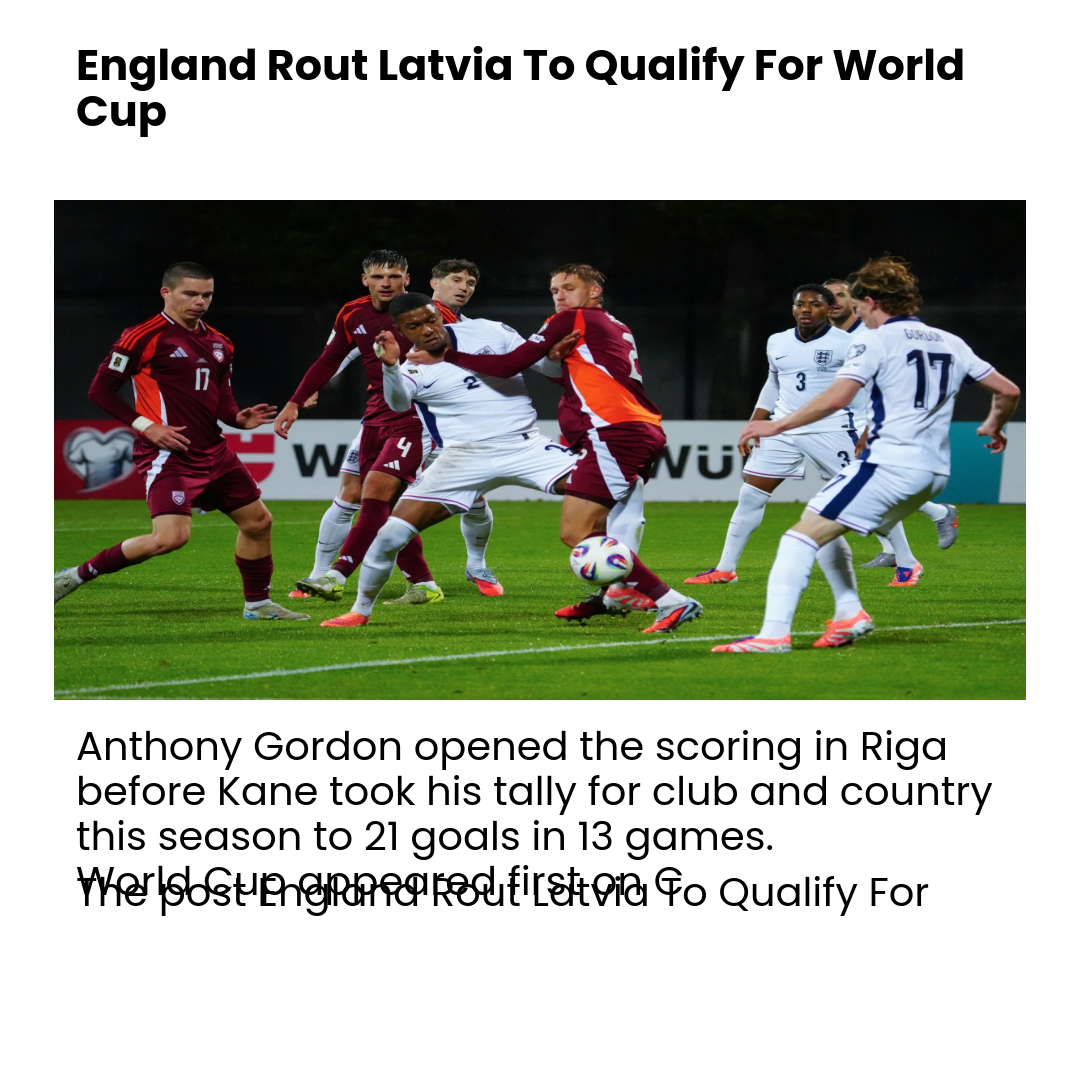 England Rout Latvia To Qualify For World
Cup
17
4
2
2
3
3
GORDON
17
WÜ
Anthony Gordon opened the scoring in Riga
before Kane took his tally for club and country
this season to 21 goals in 13 games.
The post England Rout Latvia To Qualify For
World Cup appeared first on C